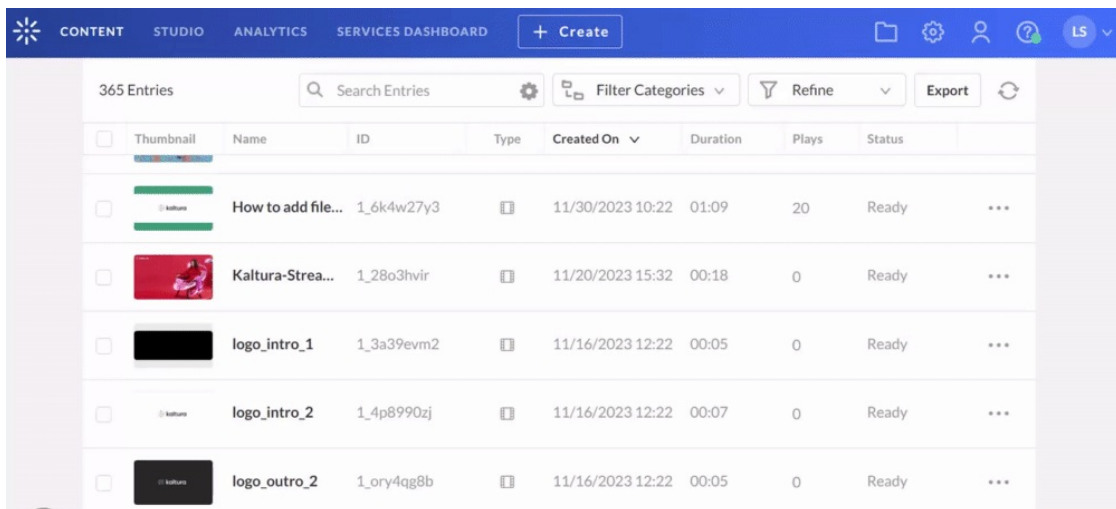 CONTENT STUDIO ANALYTICS SERVICES DASHBOARD + Create LS
365 Entries Search Entries Filter Categories Refine Export
Thumbnail Name ID Type Created On Duration Plays Status
kaltura How to add file... 1_6k4w27y3 11/30/2023 10:22 01:09 20 Ready
Kaltura-Strea... 1_28o3hvir 11/20/2023 15:32 00:18 0 Ready
logo_intro_1 1_3a39evm2 11/16/2023 12:22 00:05 0 Ready
kaltura logo_intro_2 1_4p8990zj 11/16/2023 12:22 00:07 0 Ready
kaltura logo_outro_2 1_ory4qg8b 11/16/2023 12:22 00:05 0 Ready